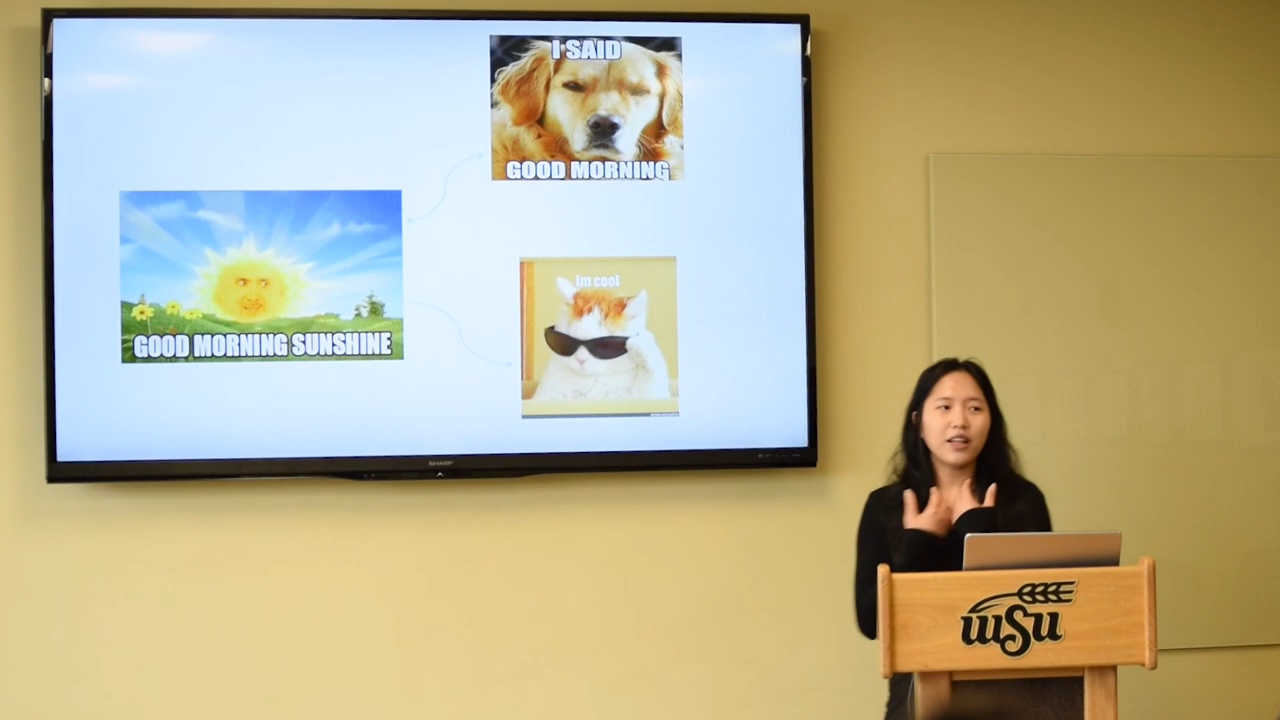 I SAID
GOOD MORNING
GOOD MORNING SUNSHINE
im cool
SHARP
wsu